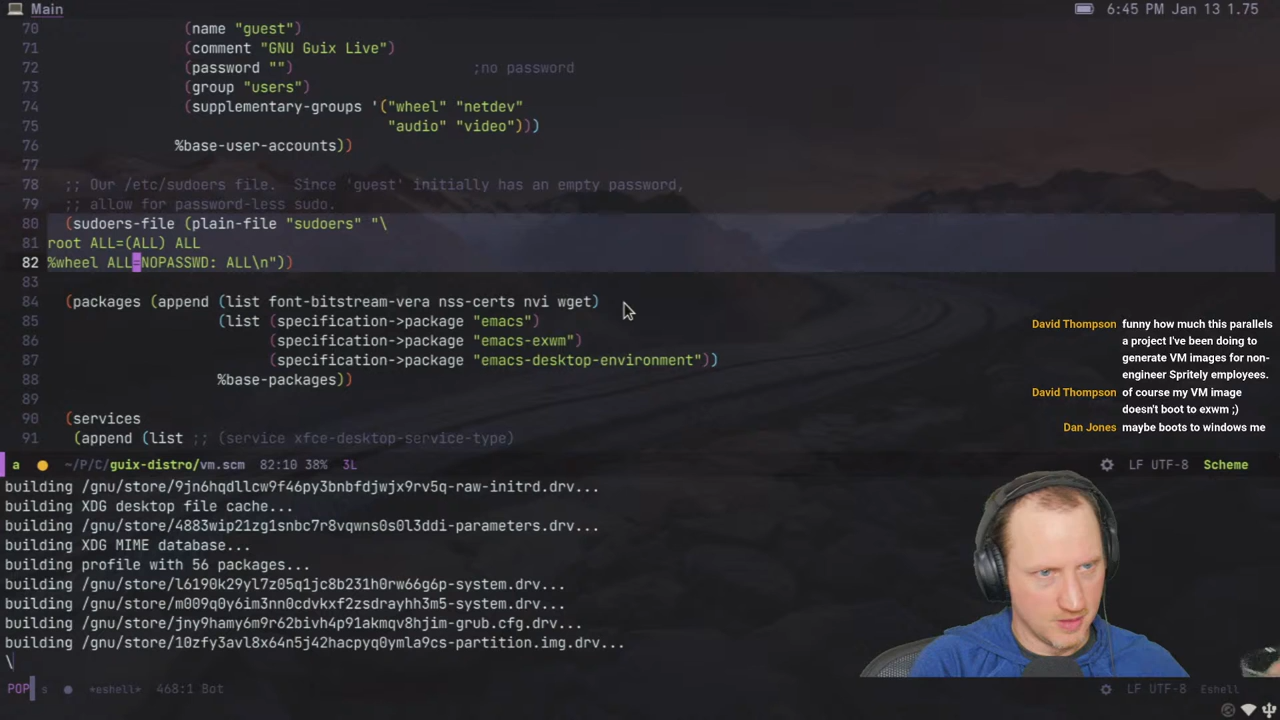 Main
6:45 PM Jan 13 1.75
70 (name "guest")
71 (comment "GNU Guix Live")
72 (password "") ;no password
73 (group "users")
74 (supplementary-groups '("wheel" "netdev"
75 "audio" "video")))
76 %base-user-accounts))
77
78 ;; Our /etc/sudoers file.  Since 'guest' initially has an empty password,
79 ;; allow for password-less sudo.
80 (sudoers-file (plain-file "sudoers" "\
81 root ALL=(ALL) ALL
82 %wheel ALL=NOPASSWD: ALL\n"))
83
84 (packages (append (list font-bitstream-vera nss-certs nvi wget)
85 (list (specification->package "emacs")
86 (specification->package "emacs-exwm")
87 (specification->package "emacs-desktop-environment"))
88 %base-packages))
89
90 (services
91 (append (list ;; (service xfce-desktop-service-type)
David Thompson funny how much this parallels
a project I've been doing to
generate VM images for non-
engineer Spritely employees.
David Thompson of course my VM image
doesn't boot to exwm ;)
Dan Jones maybe boots to windows me
a ~/P/C/guix-distro/vm.scm 82:10 38% 3L LF UTF-8 Scheme
building /gnu/store/9jn6hqdllcw9f46py3bnbfdjwjx9rv5q-raw-initrd.drv...
building XDG desktop file cache...
building /gnu/store/4883wip21zg1snbc7r8vqwns0s0l3ddi-parameters.drv...
building XDG MIME database...
building profile with 56 packages...
building /gnu/store/l6190k29yl7z05q1jc8b231h0rw66g6p-system.drv...
building /gnu/store/m009q0y6im3nn0cdvkxf2zsdrayhh3m5-system.drv...
building /gnu/store/jny9hamy6m9r62bivh4p91akmqv8hjim-grub.cfg.drv...
building /gnu/store/10zfy3avl8x64n5j42hacpyq0ymla9cs-partition.img.drv...
\
POP s *eshell* 468:1 Bot LF UTF-8 Eshell